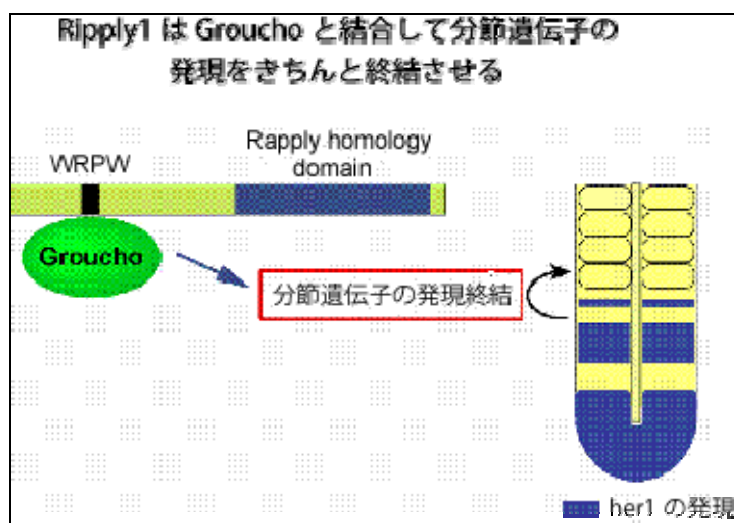 Ripply1 は Groucho と結合して分節遺伝子の
発現をきちんと終結させる
WRPW
Rapply homology
domain
Groucho
分節遺伝子の発現終結
her1 の発現